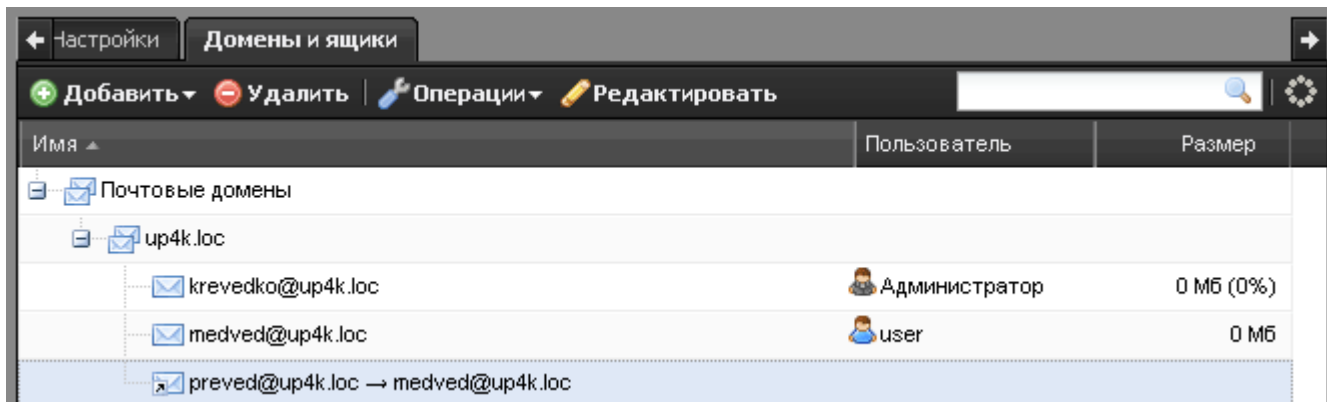 Настройки Домены и ящики
Добавить Удалить Операции Редактировать
Имя Пользователь Размер
Почтовые домены
up4k.loc
krevedko@up4k.loc Администратор 0 Мб (0%)
medved@up4k.loc user 0 Мб
preved@up4k.loc → medved@up4k.loc